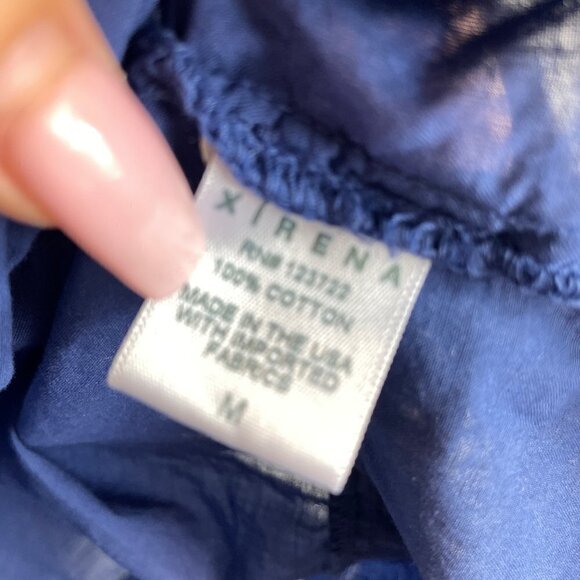 XIRENA
RN# 123722
100% COTTON
MADE IN THE USA
WITH IMPORTED
FABRICS
M